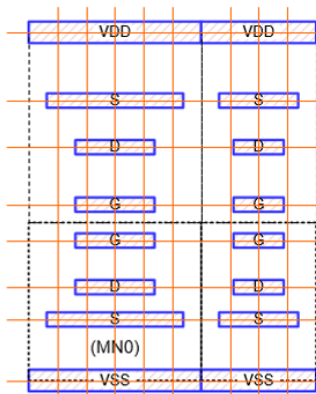 VDD VDD
S S
D D
G G
G G
D D
S S
(MN0)
VSS VSS